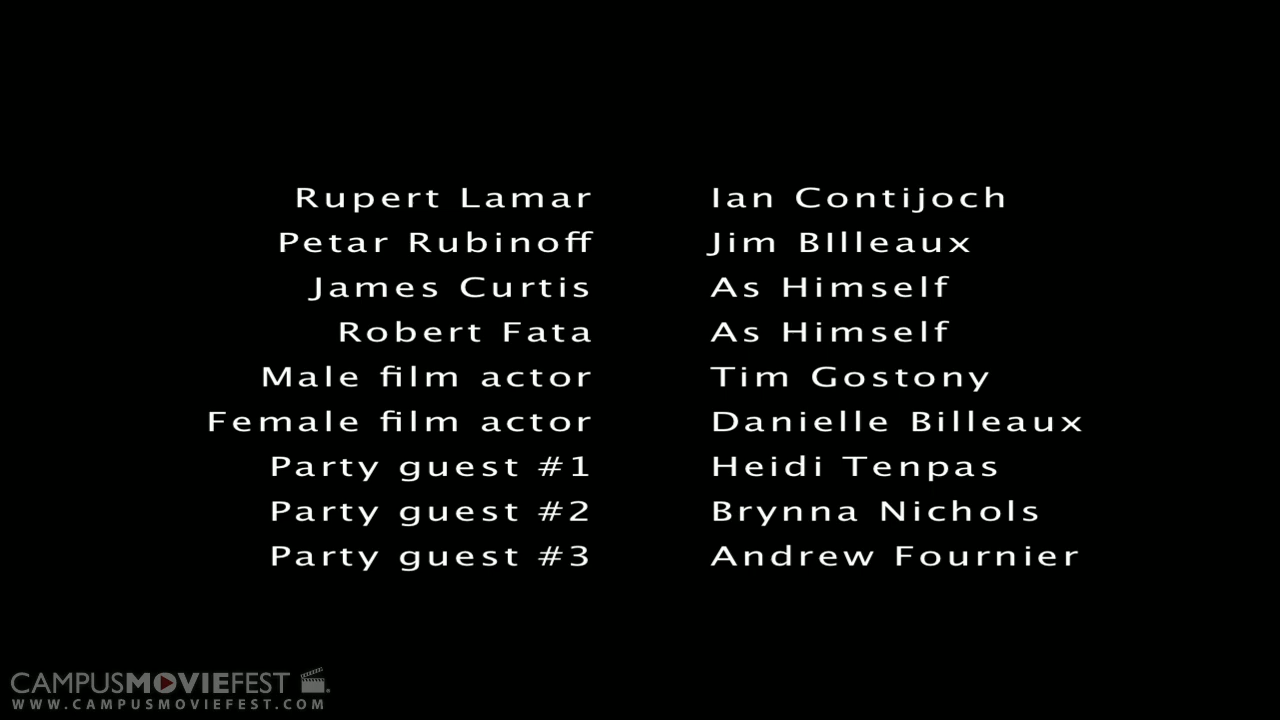 Rupert Lamar Ian Contijoch
Petar Rubinoff Jim BIlleaux
James Curtis As Himself
Robert Fata As Himself
Male film actor Tim Gostony
Female film actor Danielle Billeaux
Party guest #1 Heidi Tenpas
Party guest #2 Brynna Nichols
Party guest #3 Andrew Fournier
CAMPUSMOVIEFEST
WWW.CAMPUSMOVIEFEST.COM